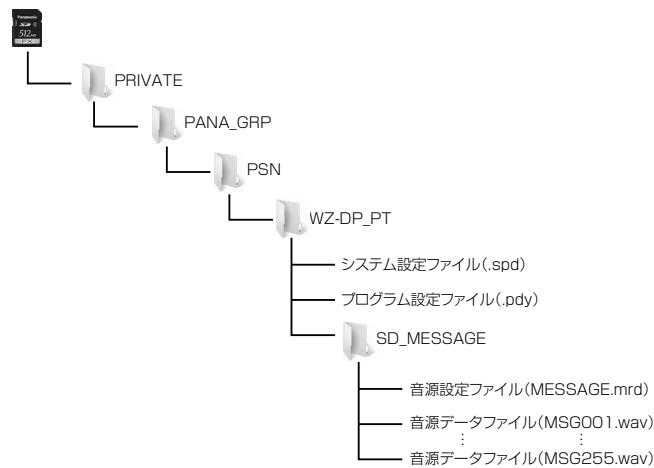 Panasonic
SD
512MB
PRIVATE
PANA_GRP
PSN
WZ-DP_PT
システム設定ファイル(.spd)
プログラム設定ファイル(.pdy)
SD_MESSAGE
音源設定ファイル(MESSAGE.mrd)
音源データファイル(MSG001.wav)
⋮ ⋮
音源データファイル(MSG255.wav)